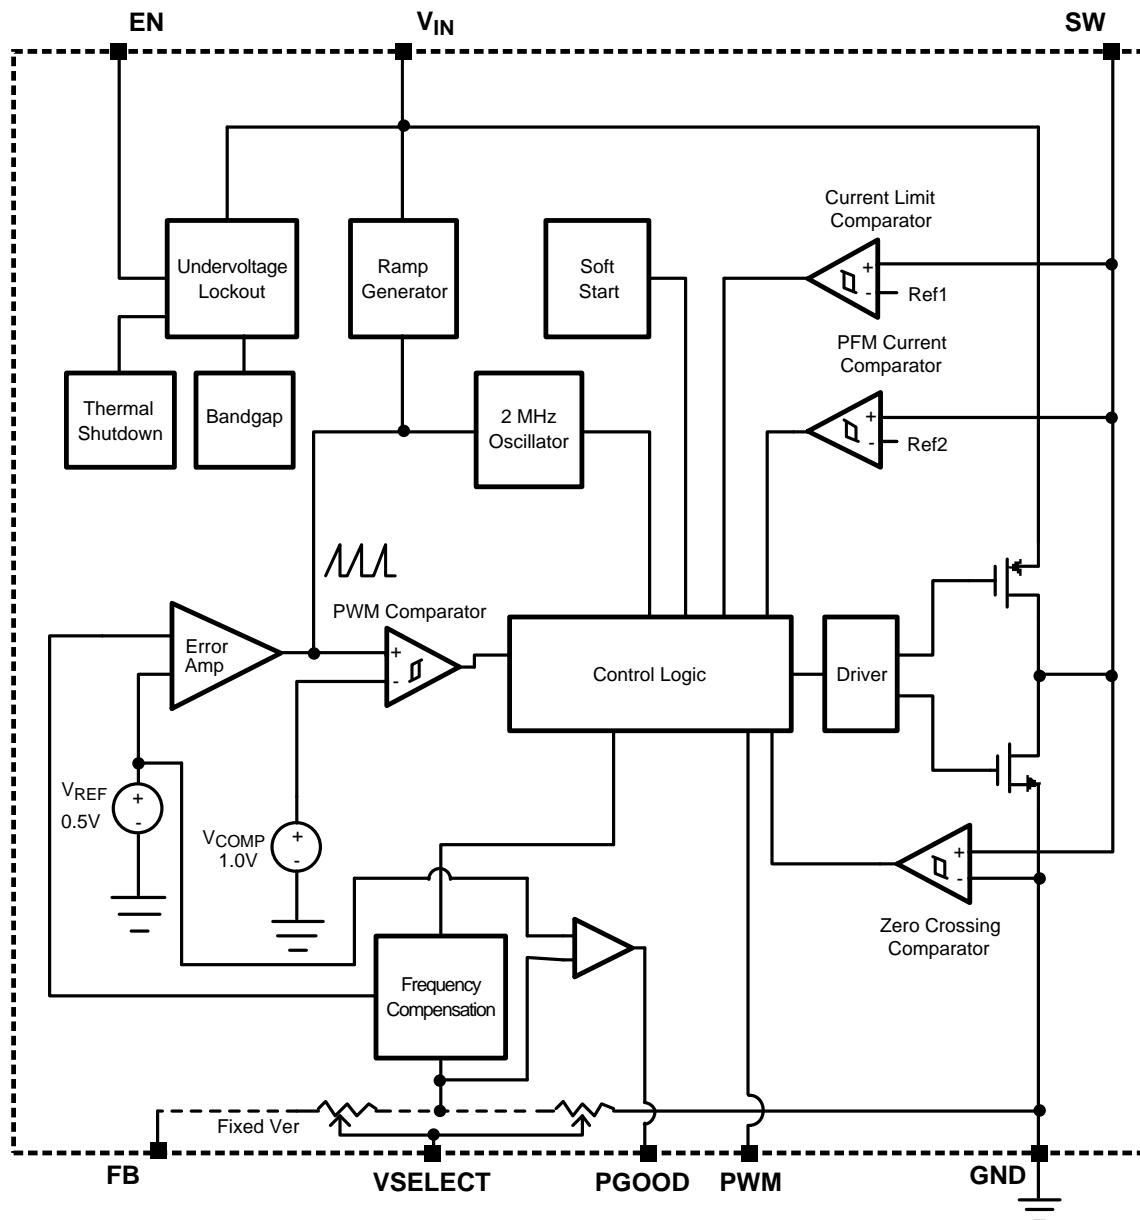 EN
VIN
SW
Current Limit
Comparator
Undervoltage
Lockout
Ramp
Generator
Soft
Start
+
-
Ref1
PFM Current
Comparator
Thermal
Shutdown
Bandgap
2 MHz
Oscillator
+
-
Ref2
PWM Comparator
Error
Amp
+
-
Control Logic
Driver
VREF
0.5V
+
-
VCOMP
1.0V
+
-
+
-
Zero Crossing
Comparator
Frequency
Compensation
Fixed Ver
FB
VSELECT
PGOOD
PWM
GND